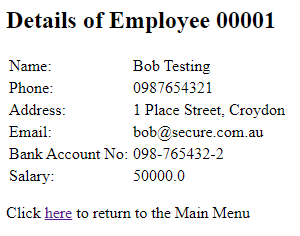 Details of Employee 00001
Name: Bob Testing
Phone: 0987654321
Address: 1 Place Street, Croydon
Email: bob@secure.com.au
Bank Account No: 098-765432-2
Salary: 50000.0
Click here to return to the Main Menu